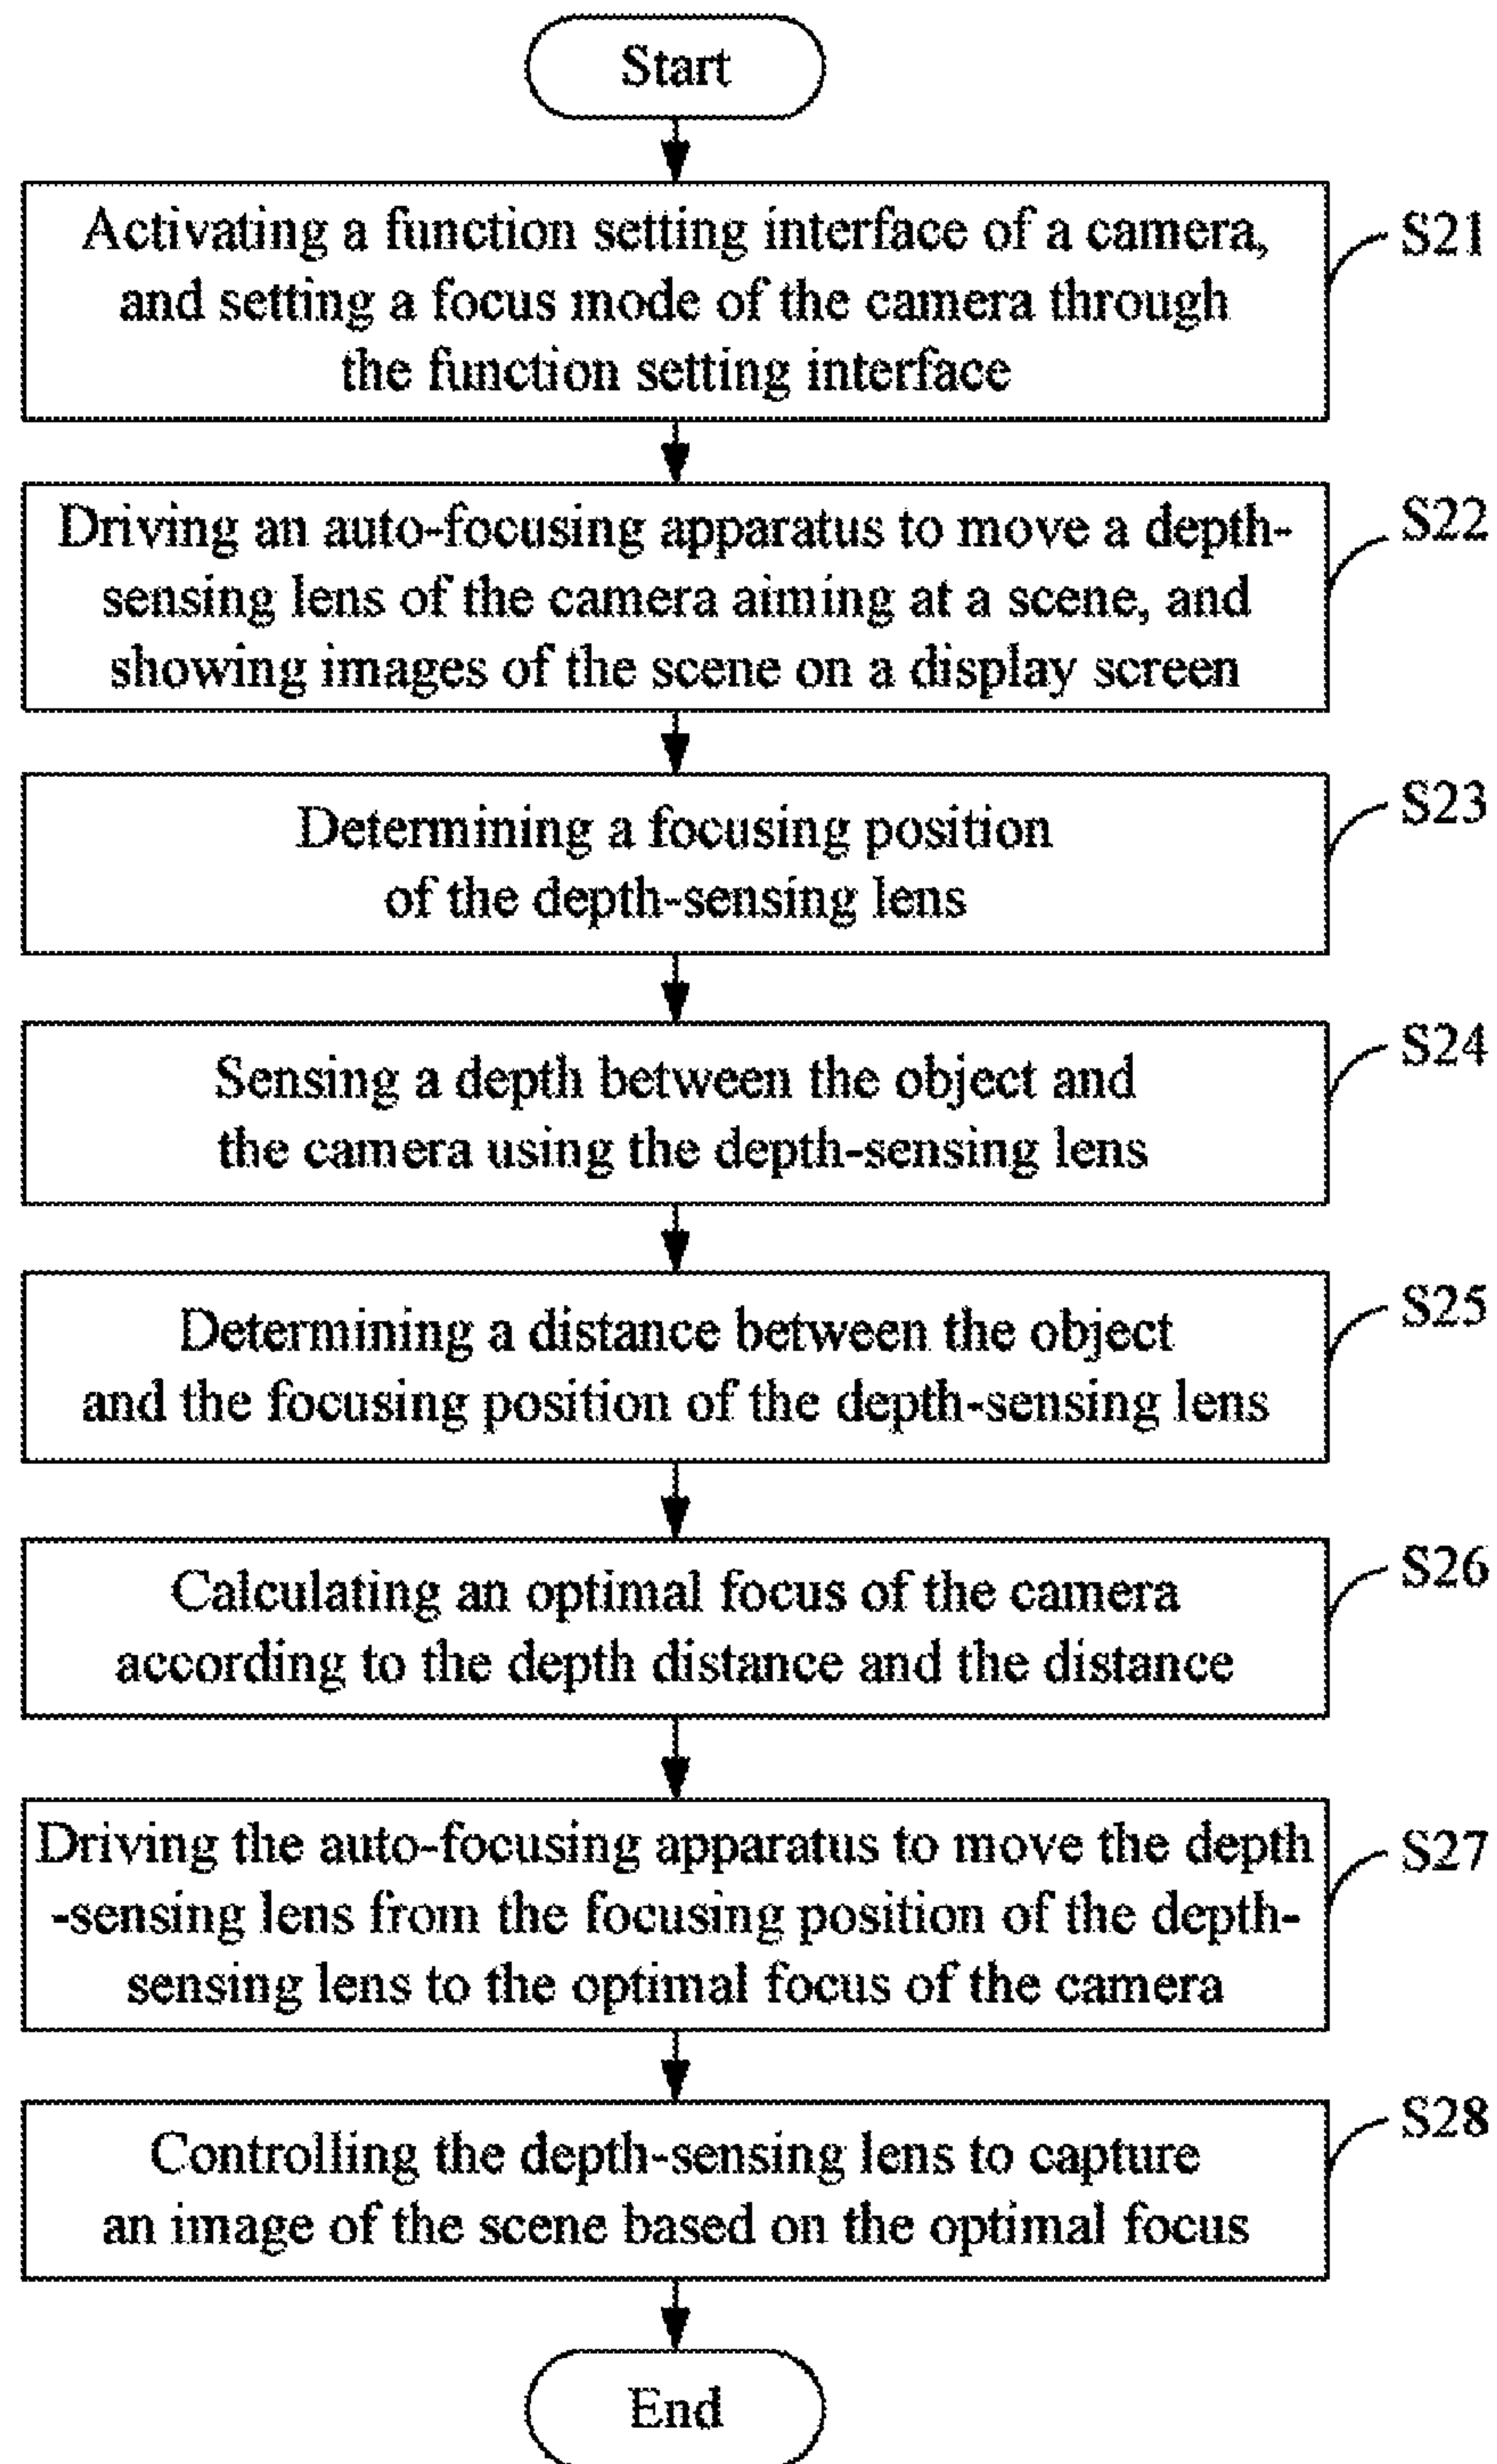 Start
Activating a function setting interface of a camera,
and setting a focus mode of the camera through
the function setting interface
S21
Driving an auto-focusing apparatus to move a depth-
sensing lens of the camera aiming at a scene, and
showing images of the scene on a display screen
S22
Determining a focusing position
of the depth-sensing lens
S23
Sensing a depth between the object and
the camera using the depth-sensing lens
S24
Determining a distance between the object
and the focusing position of the depth-sensing lens
S25
Calculating an optimal focus of the camera
according to the depth distance and the distance
S26
Driving the auto-focusing apparatus to move the depth
-sensing lens from the focusing position of the depth-
sensing lens to the optimal focus of the camera
S27
Controlling the depth-sensing lens to capture
an image of the scene based on the optimal focus
S28
End